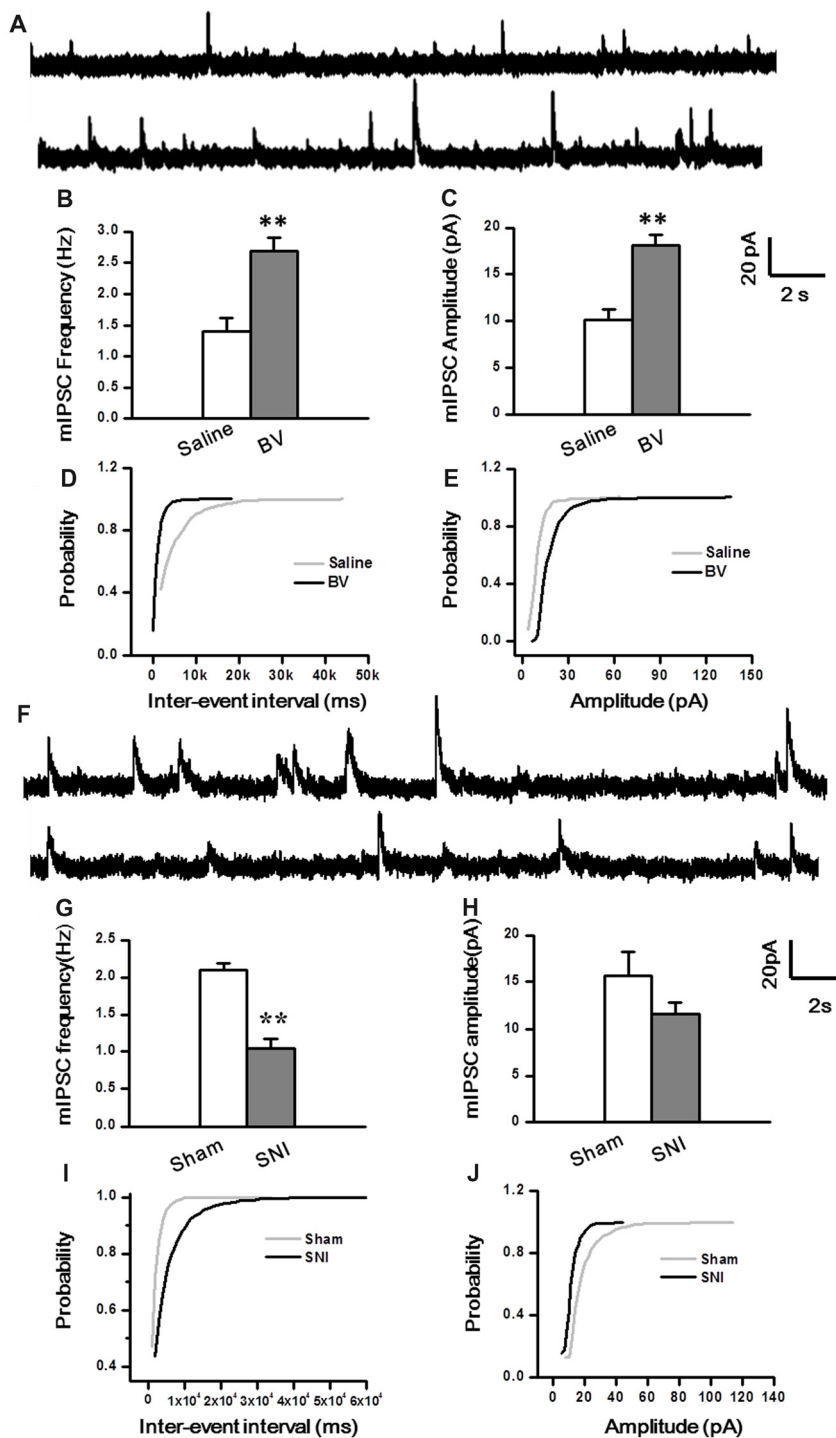 A
B
mIPSC Frequency (Hz)
3.0
2.5
2.0
1.5
1.0
0.5
0.0
**
Saline
BV
C
mIPSC Amplitude (pA)
20
15
10
5
0
**
Saline
BV
20 pA
2 s
D
Probability
1.2
0.8
0.4
0.0
Saline
BV
0 10k 20k 30k 40k 50k
Inter-event interval (ms)
E
Probability
1.2
0.8
0.4
0.0
Saline
BV
0 30 60 90 120 150
Amplitude (pA)
F
G
mIPSC frequency(Hz)
2.5
2.0
1.5
1.0
0.5
0.0
**
Sham
SNI
H
mIPSC amplitude(pA)
20
15
10
5
0
Sham
SNI
20pA
2s
I
Probability
1.0
0.8
0.6
0.4
Sham
SNI
0 1x10⁴ 2x10⁴ 3x10⁴ 4x10⁴ 5x10⁴ 6x10⁴
Inter-event interval (ms)
J
Probability
1.2
0.8
0.4
0.0
Sham
SNI
0 20 40 60 80 100 120 140
Amplitude (pA)